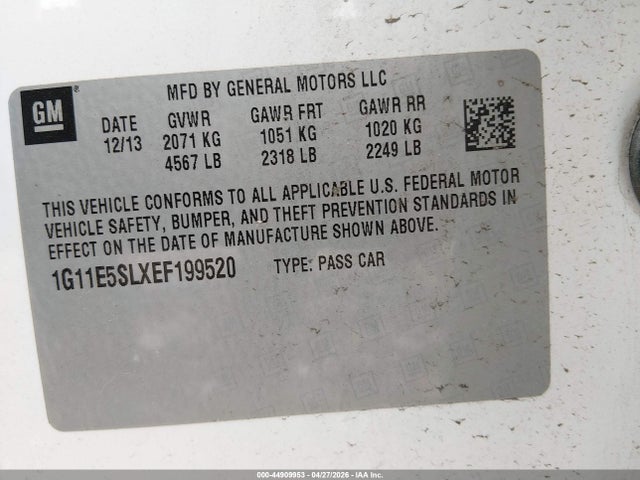 GM ®
MFD BY GENERAL MOTORS LLC
DATE GVWR GAWR FRT GAWR RR
12/13 2071 KG 1051 KG 1020 KG
4567 LB 2318 LB 2249 LB
THIS VEHICLE CONFORMS TO ALL APPLICABLE U.S. FEDERAL MOTOR
VEHICLE SAFETY, BUMPER, AND THEFT PREVENTION STANDARDS IN
EFFECT ON THE DATE OF MANUFACTURE SHOWN ABOVE.
1G11E5SLXEF199520 TYPE: PASS CAR
000-44909953 - 04/27/2026 - IAA Inc.